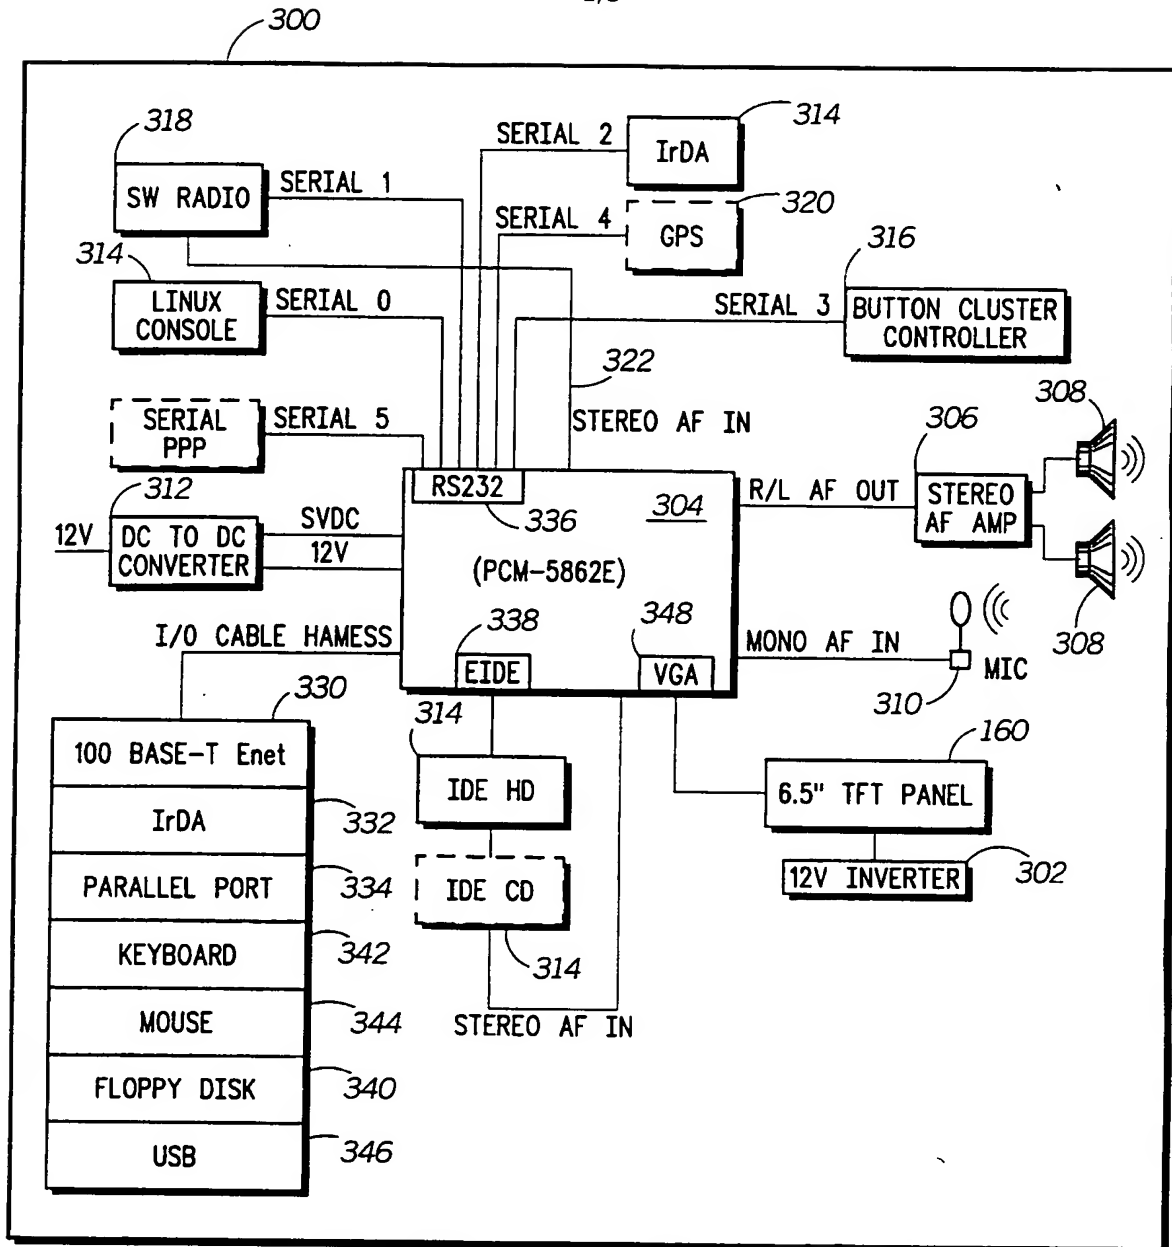 300
318
SW RADIO
SERIAL 1
SERIAL 2
IrDA
314
SERIAL 4
GPS
320
314
LINUX
CONSOLE
SERIAL 0
SERIAL 3
316
BUTTON CLUSTER
CONTROLLER
322
STEREO AF IN
SERIAL
PPP
SERIAL 5
RS232
336
304
(PCM-5862E)
R/L AF OUT
306
STEREO
AF AMP
308
308
312
12V
DC TO DC
CONVERTER
SVDC
12V
I/O CABLE HAMESS
338
EIDE
348
VGA
MONO AF IN
MIC
310
330
100 BASE-T Enet
IrDA
332
PARALLEL PORT
334
KEYBOARD
342
MOUSE
344
FLOPPY DISK
340
USB
346
314
IDE HD
IDE CD
314
STEREO AF IN
160
6.5" TFT PANEL
12V INVERTER
302